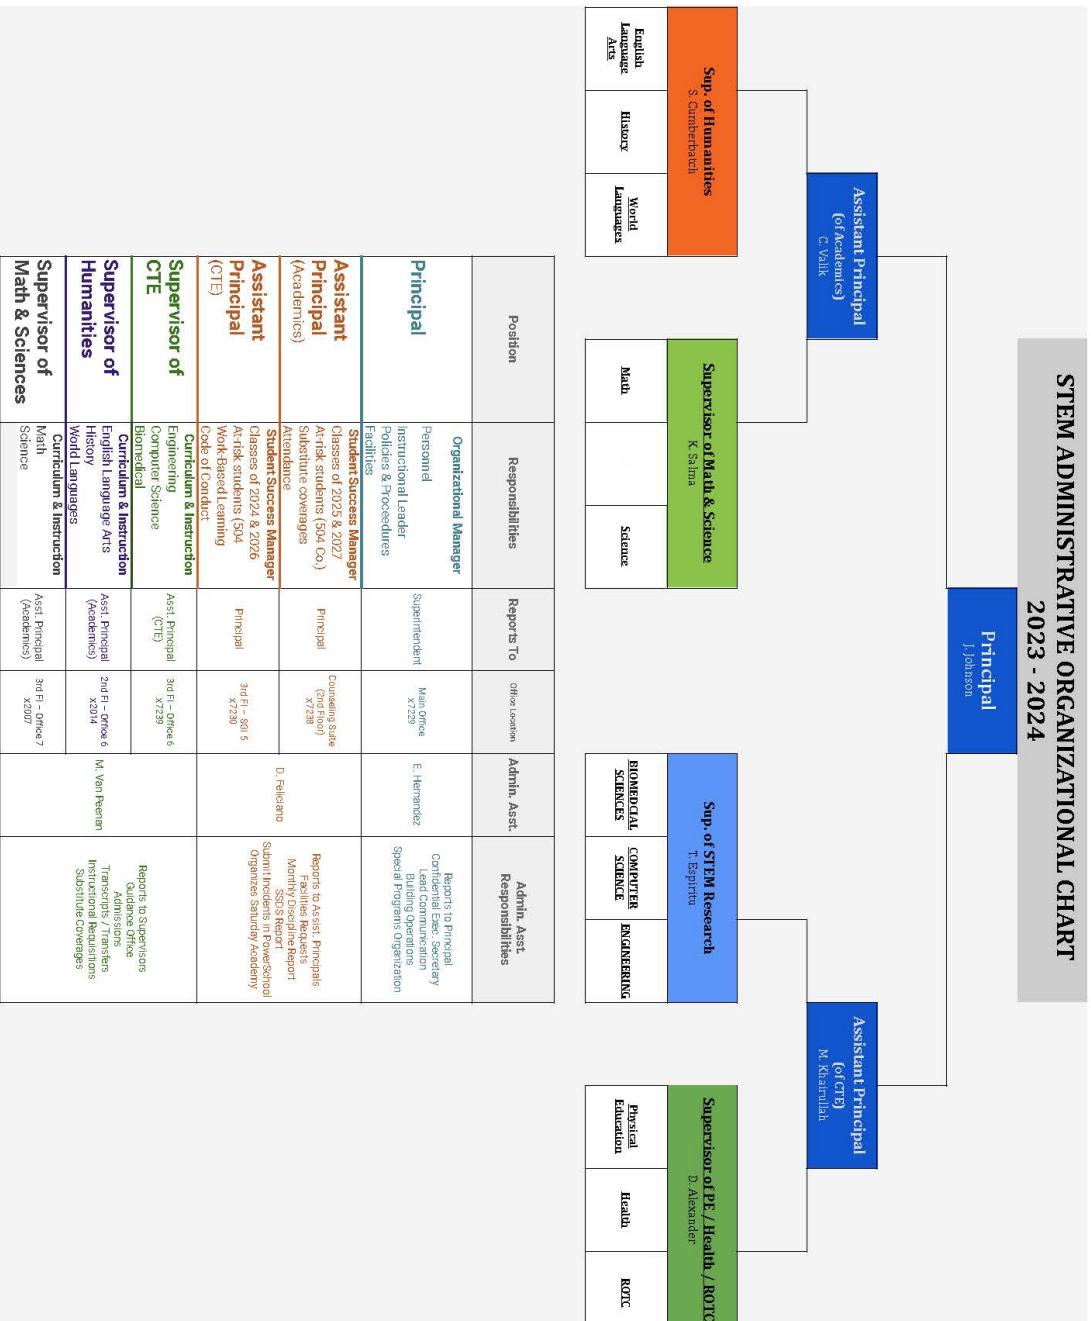 STEM ADMINISTRATIVE ORGANIZATIONAL CHART
2023 - 2024
Principal
J. Johnson
Assistant Principal
(of Academics)
C. Valik
Assistant Principal
(of CTE)
M. Khairullah
Sup. of Humanities
S. Cumberbatch
Supervisor of Math & Science
K. Salma
Sup. of STEM Research
T. Espiritu
Supervisor of PE / Health / ROTC
D. Alexander
English
Language
Arts
History
World
Languages
Math
Science
BIOMEDCIAL
SCIENCES
COMPUTER
SCIENCE
ENGINEERING
Physical
Education
Health
ROTC
Position
Responsibilities
Reports To
Office Location
Admin. Asst.
Admin. Asst.
Responsibilities
Principal
Organizational Manager
Personnel
Instructional Leader
Policies & Proceedures
Facilities
Superintendent
Main Office
x7229
E. Hernandez
Reports to Principal
Confidential Exec. Secretary
Lead Communication
Building Operations
Special Programs Organization
Assistant
Principal
(Academics)
Student Success Manager
Classes of 2025 & 2027
At-risk students (504 Co.)
Substitute coverages
Attendance
Principal
Counseling Suite
(2nd Floor)
x7238
D. Feliciano
Reports to Assist. Principals
Facilities Requests
Monthly Discipline Report
SSDS Report
Submit Incidents in PowerSchool
Organizes Saturday Academy
Assistant
Principal
(CTE)
Student Success Manager
Classes of 2024 & 2026
At-risk students (504
Work-Based Learning
Code of Conduct
Principal
3rd Fl – SGI 5
x7230
Supervisor of
CTE
Curriculum & Instruction
Engineering
Computer Science
Biomedical
Asst. Principal
(CTE)
3rd Fl – Office 6
x7239
M. Van Peenan
Reports to Supervisors
Guidance Office
Admissions
Transcripts / Transfers
Instructional Requisitions
Substitute Coverages
Supervisor of
Humanities
Curriculum & Instruction
English Language Arts
History
World Languages
Asst. Principal
(Academics)
2nd Fl – Office 6
x2014
Supervisor of
Math & Sciences
Curriculum & Instruction
Math
Science
Asst. Principal
(Academics)
3rd Fl – Office 7
x2007